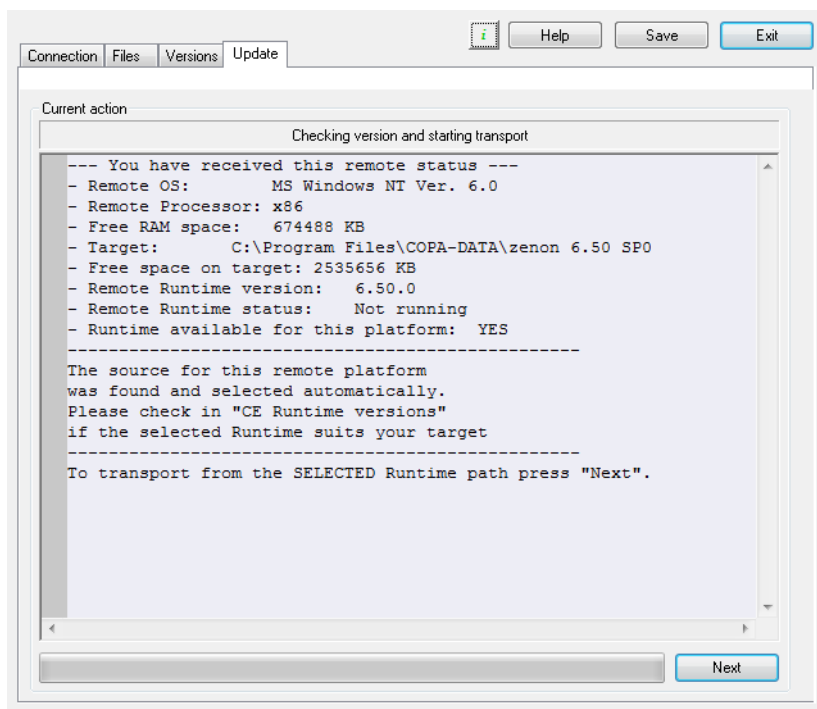 i Help Save Exit
Connection Files Versions Update
Current action
Checking version and starting transport
--- You have received this remote status ---
- Remote OS: MS Windows NT Ver. 6.0
- Remote Processor: x86
- Free RAM space: 674488 KB
- Target: C:\Program Files\COPA-DATA\zenon 6.50 SP0
- Free space on target: 2535656 KB
- Remote Runtime version: 6.50.0
- Remote Runtime status: Not running
- Runtime available for this platform: YES
--------------------------------------------------
The source for this remote platform
was found and selected automatically.
Please check in "CE Runtime versions"
if the selected Runtime suits your target
--------------------------------------------------
To transport from the SELECTED Runtime path press "Next".
Next